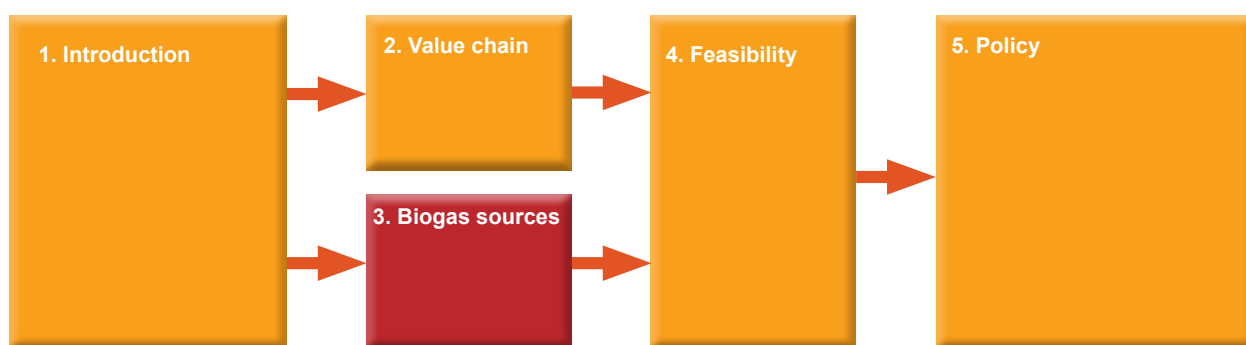 1. Introduction
2. Value chain
3. Biogas sources
4. Feasibility
5. Policy